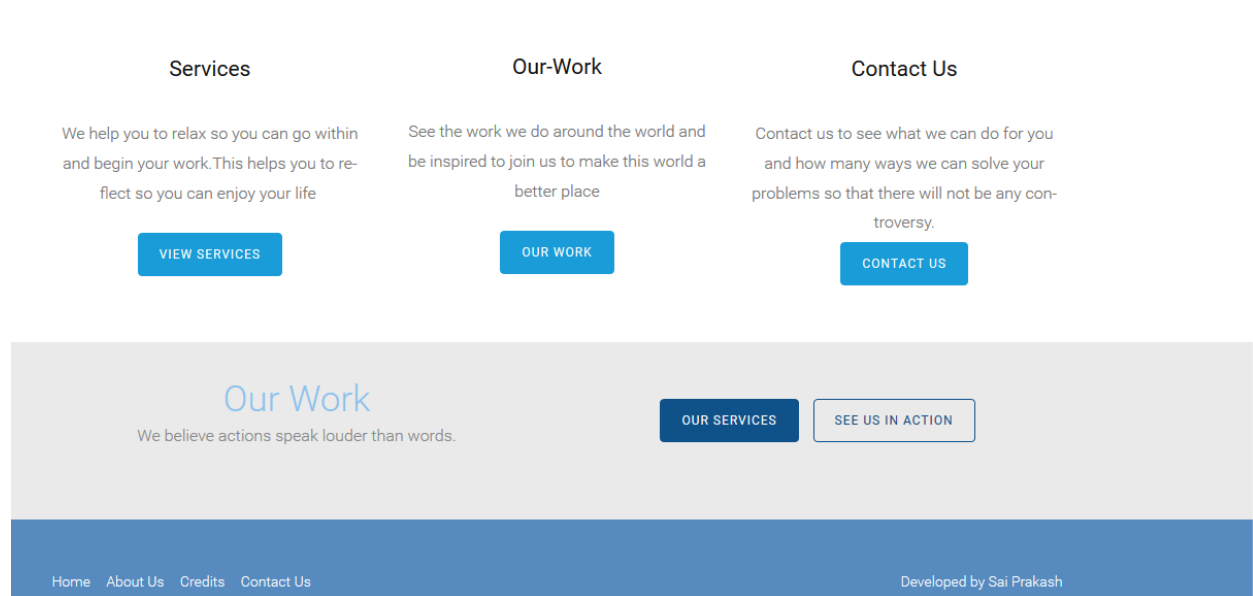 Services
We help you to relax so you can go within
and begin your work.This helps you to re-
flect so you can enjoy your life
VIEW SERVICES
Our-Work
See the work we do around the world and
be inspired to join us to make this world a
better place
OUR WORK
Contact Us
Contact us to see what we can do for you
and how many ways we can solve your
problems so that there will not be any con-
troversy.
CONTACT US
Our Work
We believe actions speak louder than words.
OUR SERVICES
SEE US IN ACTION
Home About Us Credits Contact Us
Developed by Sai Prakash